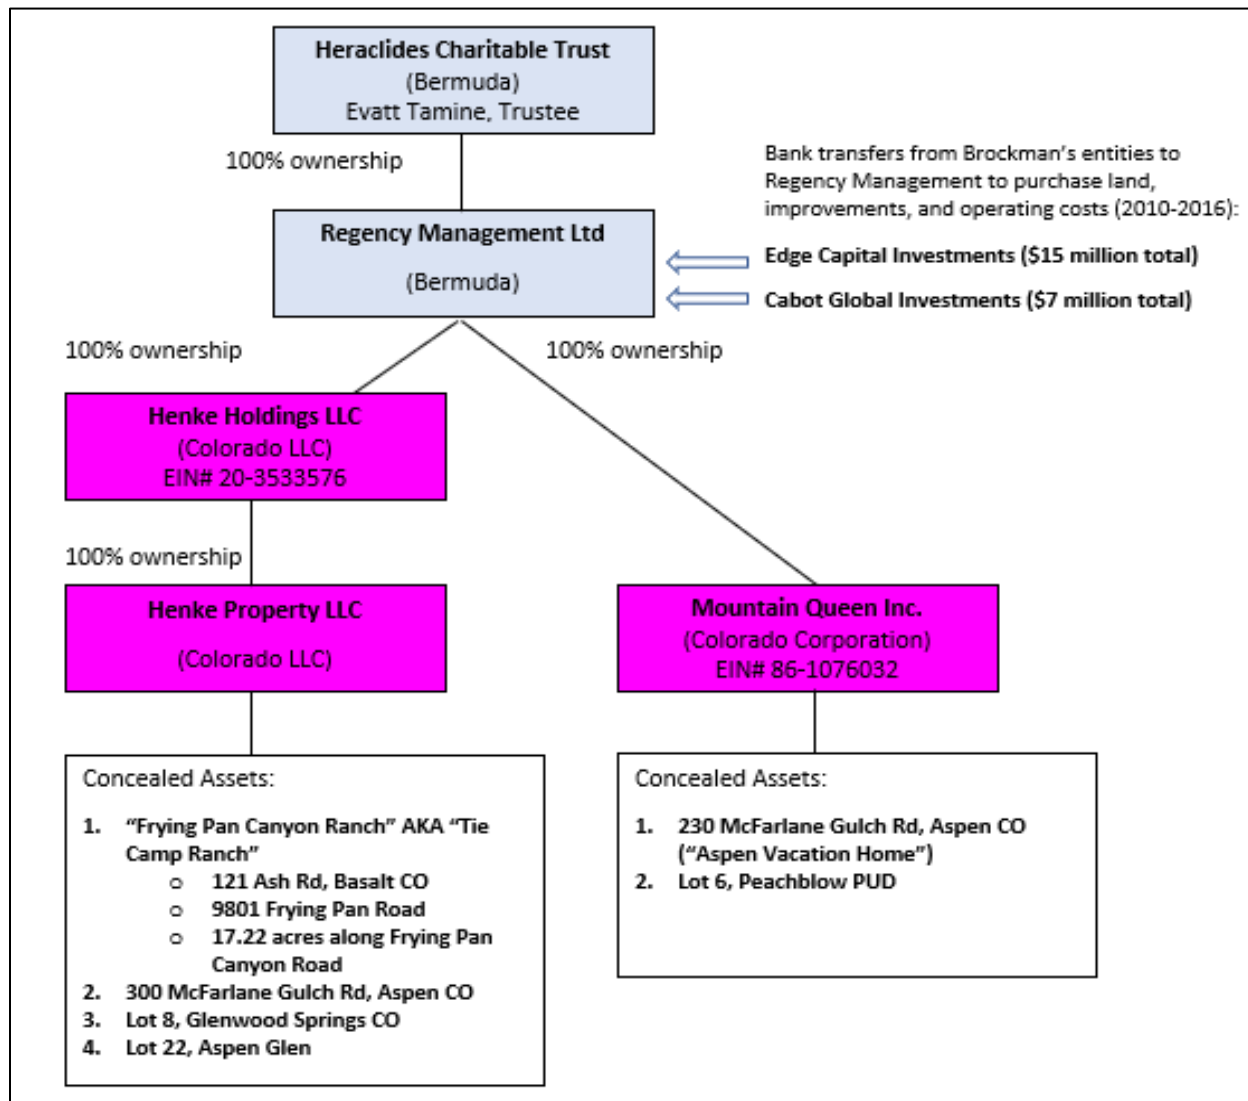 Heraclides Charitable Trust
(Bermuda)
Evatt Tamine, Trustee
100% ownership
Bank transfers from Brockman’s entities to
Regency Management to purchase land,
improvements, and operating costs (2010-2016):
Regency Management Ltd
(Bermuda)
Edge Capital Investments ($15 million total)
Cabot Global Investments ($7 million total)
100% ownership
100% ownership
Henke Holdings LLC
(Colorado LLC)
EIN# 20-3533576
100% ownership
Henke Property LLC
(Colorado LLC)
Mountain Queen Inc.
(Colorado Corporation)
EIN# 86-1076032
Concealed Assets:
1. “Frying Pan Canyon Ranch” AKA “Tie
Camp Ranch”
o 121 Ash Rd, Basalt CO
o 9801 Frying Pan Road
o 17.22 acres along Frying Pan
Canyon Road
2. 300 McFarlane Gulch Rd, Aspen CO
3. Lot 8, Glenwood Springs CO
4. Lot 22, Aspen Glen
Concealed Assets:
1. 230 McFarlane Gulch Rd, Aspen CO
(“Aspen Vacation Home”)
2. Lot 6, Peachblow PUD